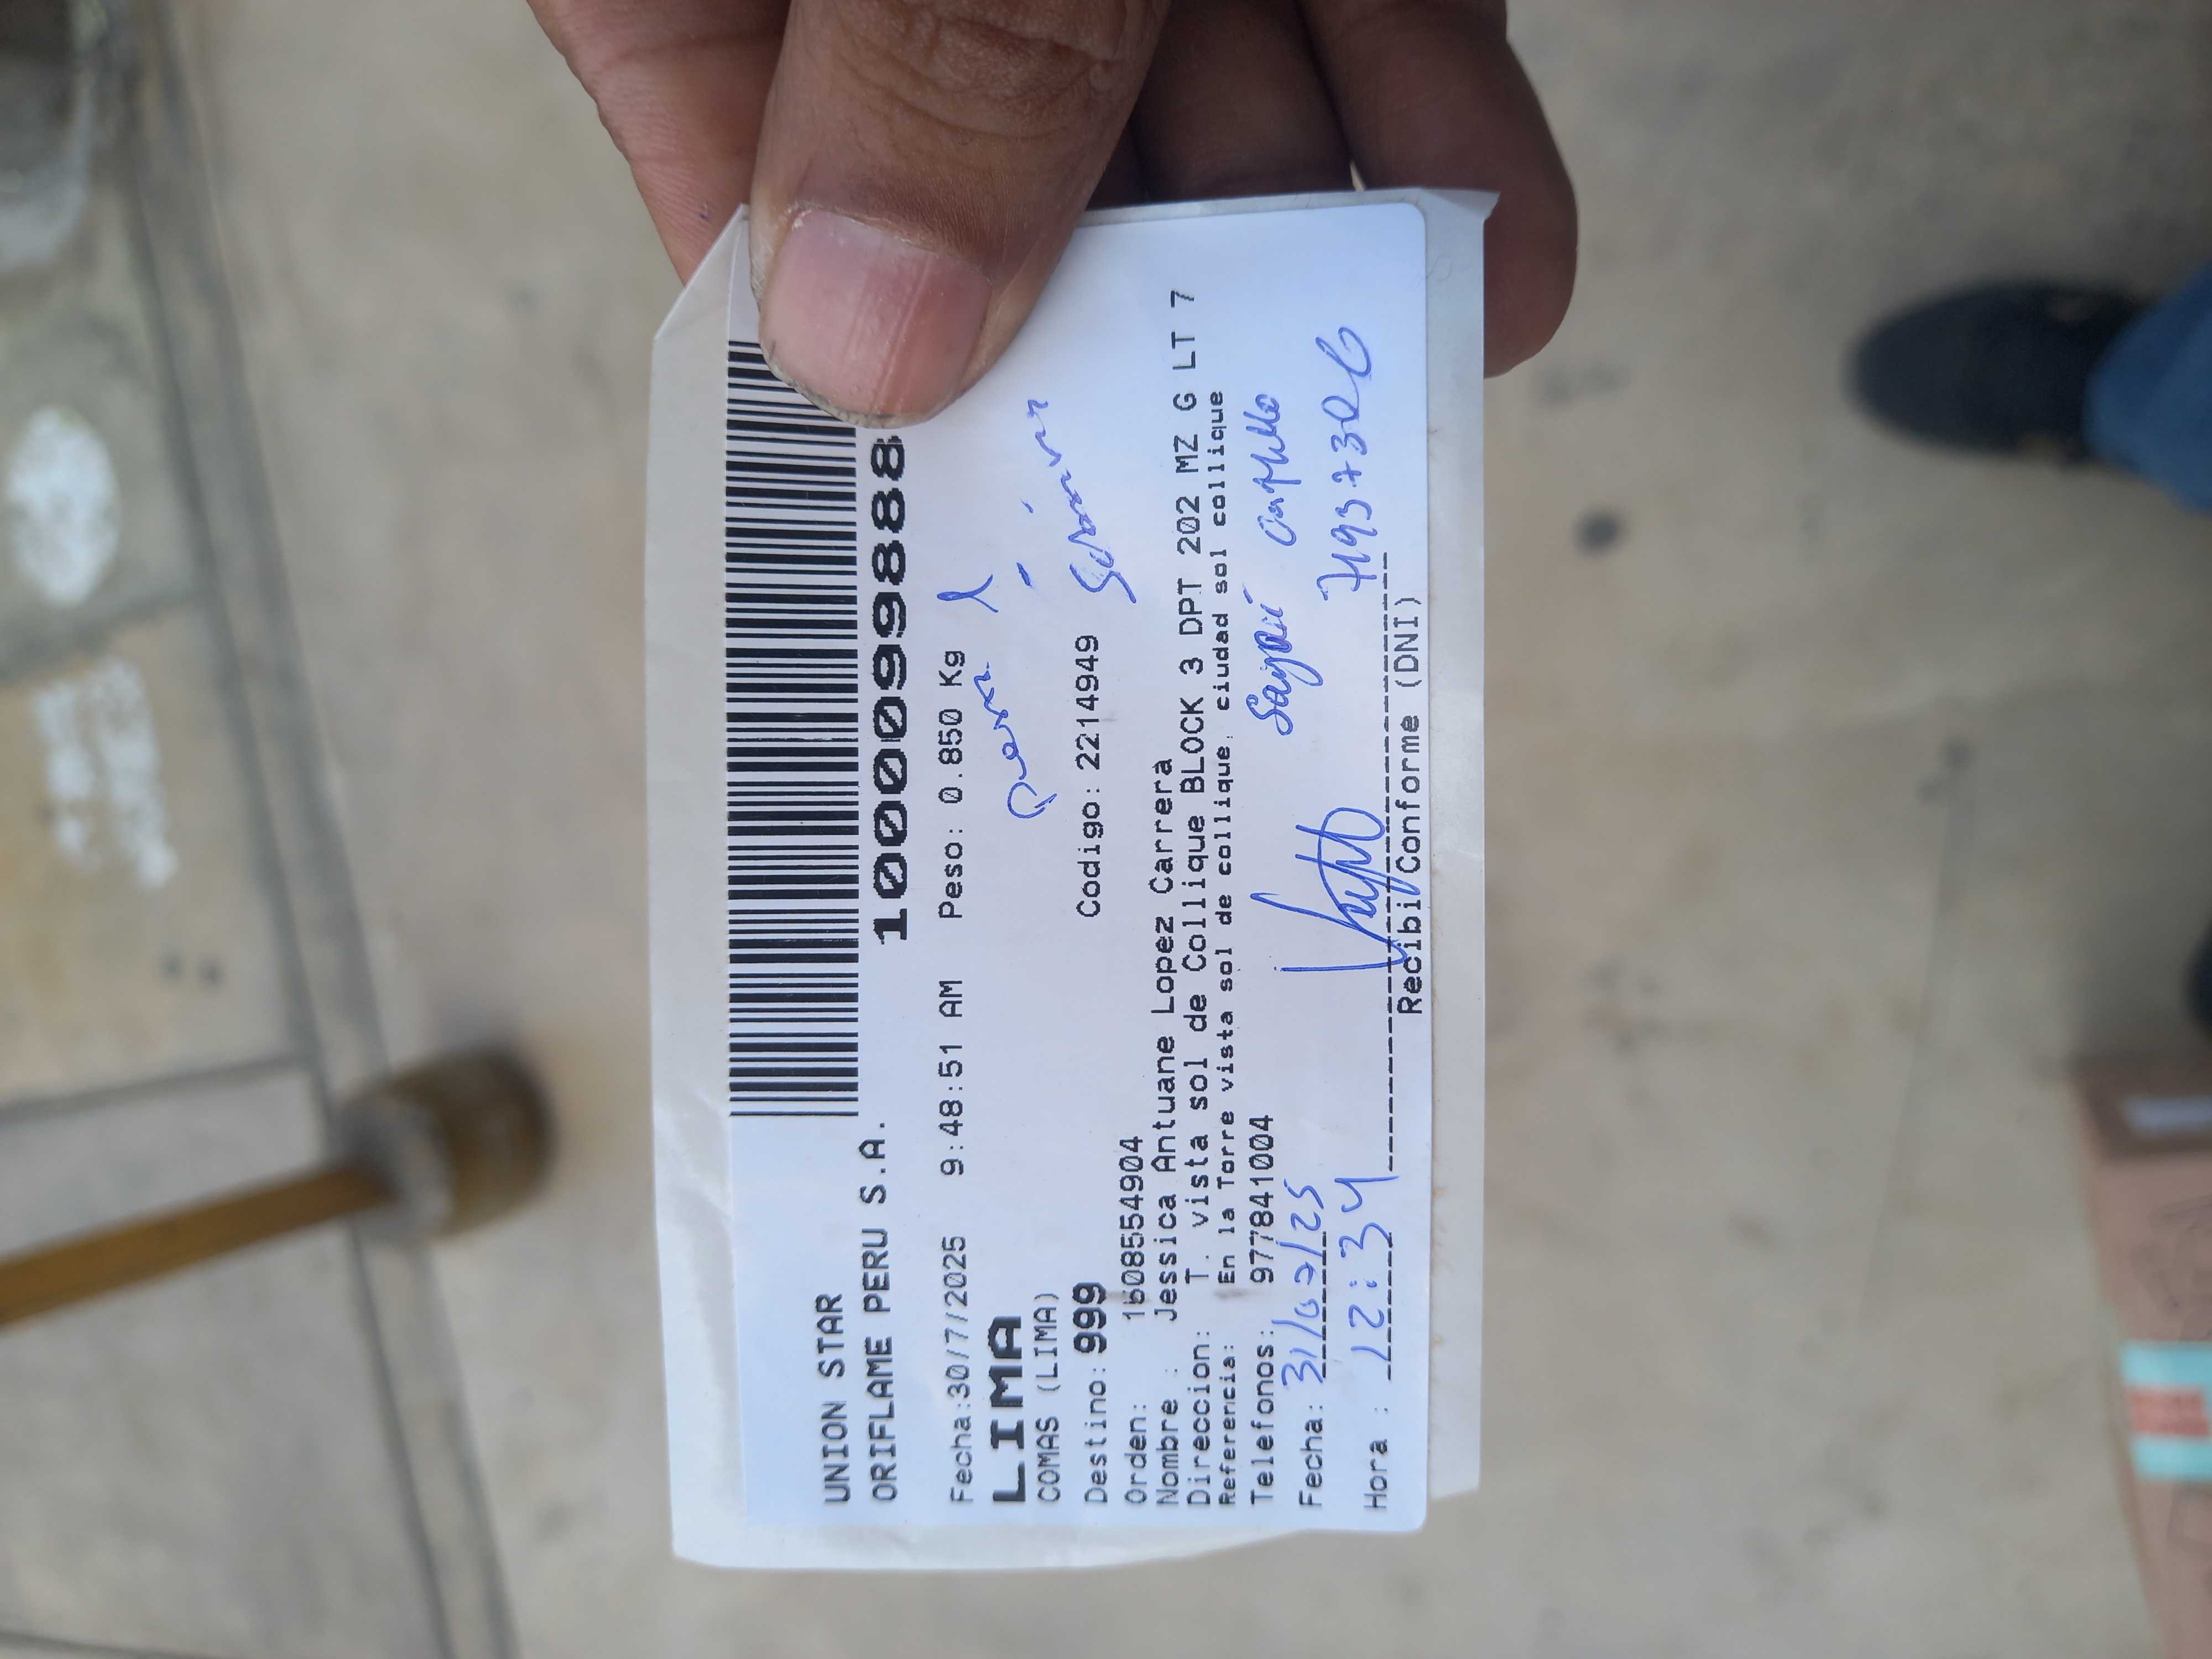 UNION STAR
ORIFLAME PERU S.A. 1000099888
Fecha:30/7/2025 9:48:51 AM Peso: 0.850 Kg
LIMA
COMAS (LIMA)
Destino: 999 Codigo: 2214949
Orden: 160854904
Nombre : Jessica Antuane Lopez Carrera
Direccion: T. vista sol de Collique BLOCK 3 DPT 202 MZ G LT 7
Referencia: En la Torre vista sol de collique, ciudad sol collique
Telefonos: 977841004
Fecha: 31/07/25
Hora : 12:34
Recibi Conforme (DNI)